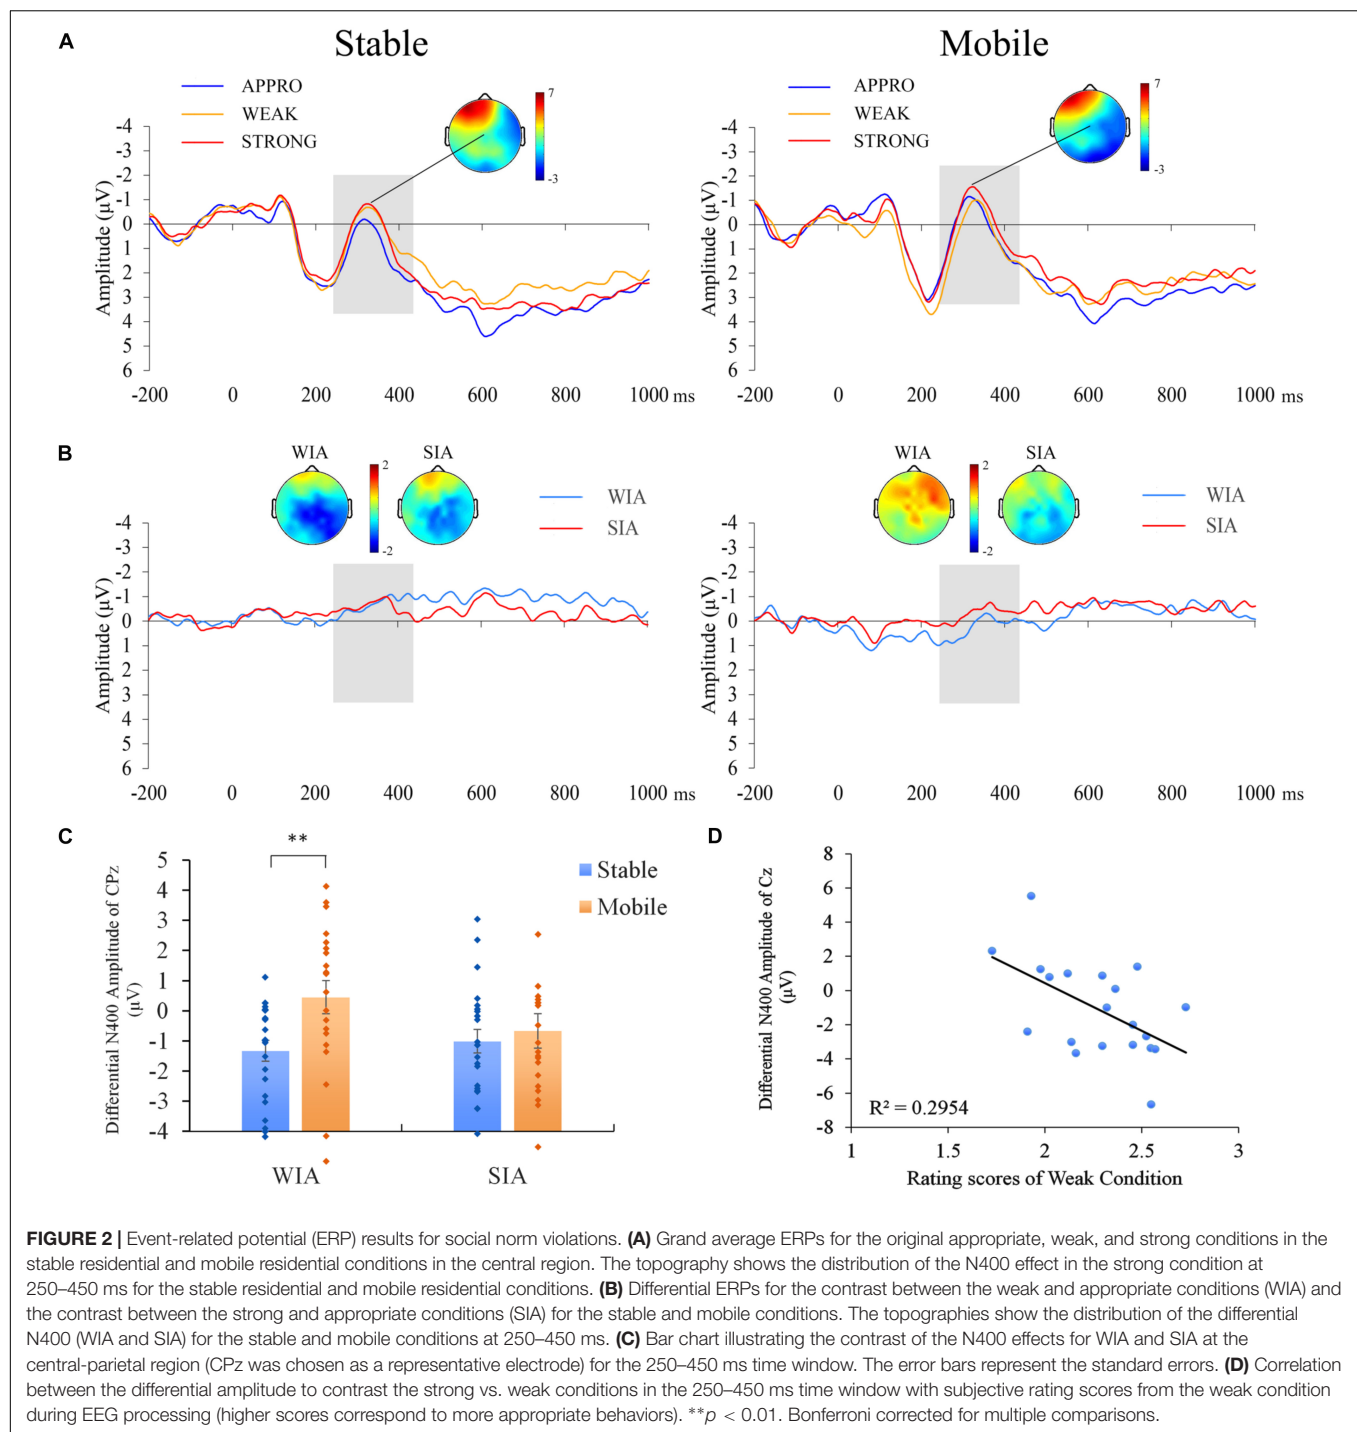 A
Stable
Mobile
APPRO
WEAK
STRONG
7
-3
APPRO
WEAK
STRONG
7
-3
Amplitude (μV)
-4
-3
-2
-1
0
1
2
3
4
5
6
-200 0 200 400 600 800 1000 ms
Amplitude (μV)
-4
-3
-2
-1
0
1
2
3
4
5
6
-200 0 200 400 600 800 1000 ms
B
WIA SIA
2
-2
WIA
SIA
WIA SIA
2
-2
WIA
SIA
Amplitude (μV)
-4
-3
-2
-1
0
1
2
3
4
5
6
-200 0 200 400 600 800 1000 ms
Amplitude (μV)
-4
-3
-2
-1
0
1
2
3
4
5
6
-200 0 200 400 600 800 1000 ms
C
Differential N400 Amplitude of CPz
(μV)
5
4
3
2
1
0
-1
-2
-3
-4
**
Stable
Mobile
WIA SIA
D
Differential N400 Amplitude of Cz
(μV)
8
6
4
2
0
-2
-4
-6
-8
R² = 0.2954
1 1.5 2 2.5 3
Rating scores of Weak Condition
FIGURE 2 | Event-related potential (ERP) results for social norm violations. (A) Grand average ERPs for the original appropriate, weak, and strong conditions in the
stable residential and mobile residential conditions in the central region. The topography shows the distribution of the N400 effect in the strong condition at
250–450 ms for the stable residential and mobile residential conditions. (B) Differential ERPs for the contrast between the weak and appropriate conditions (WIA) and
the contrast between the strong and appropriate conditions (SIA) for the stable and mobile conditions. The topographies show the distribution of the differential
N400 (WIA and SIA) for the stable and mobile conditions at 250–450 ms. (C) Bar chart illustrating the contrast of the N400 effects for WIA and SIA at the
central-parietal region (CPz was chosen as a representative electrode) for the 250–450 ms time window. The error bars represent the standard errors. (D) Correlation
between the differential amplitude to contrast the strong vs. weak conditions in the 250–450 ms time window with subjective rating scores from the weak condition
during EEG processing (higher scores correspond to more appropriate behaviors). **p < 0.01. Bonferroni corrected for multiple comparisons.